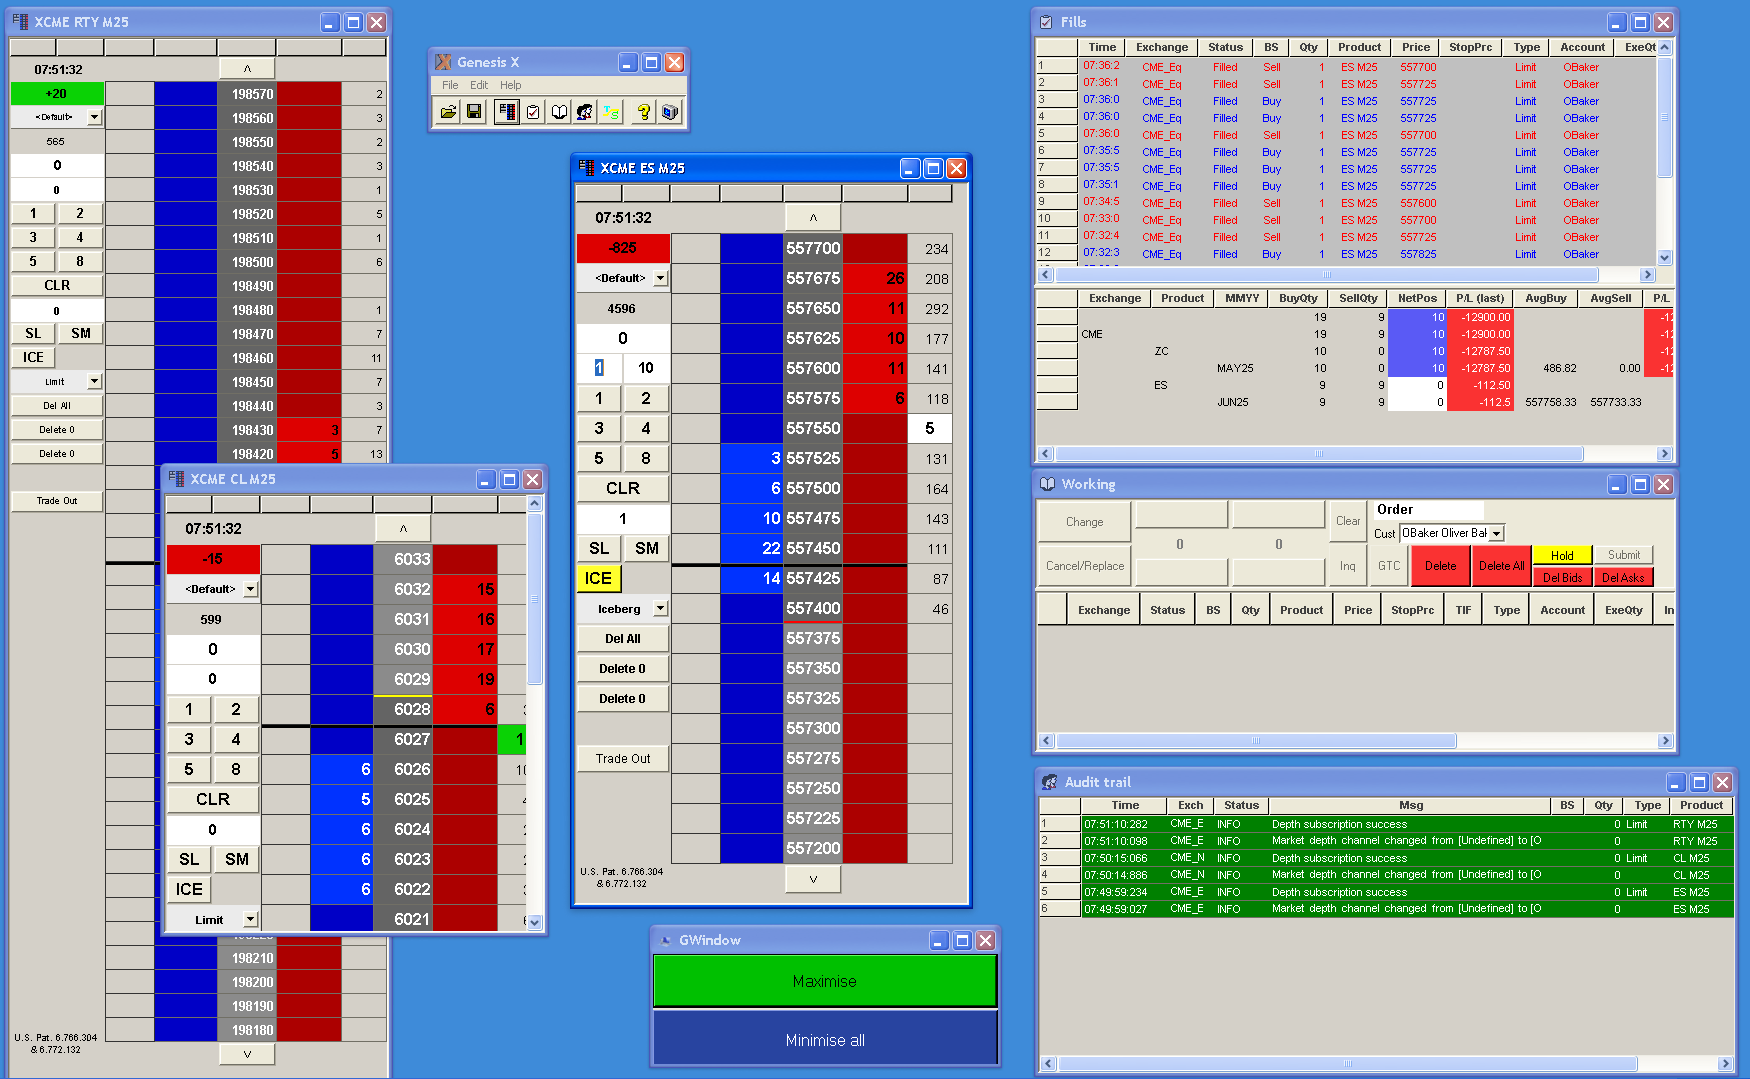 XCME RTY M25
07:51:32
^
+20
<Default>
565
0
0
1 2
3 4
5 8
CLR
0
SL SM
ICE
Limit
Del All
Delete 0
Delete 0
Trade Out
198570 2
198560 3
198550 2
198540 3
198530 1
198520 5
198510 1
198500 6
198490
198480 1
198470 7
198460 11
198450 7
198440 3
198430 3 7
198420 5 13
198210
198200
198190
198180
U.S. Pat. 6.766.304
& 6.772.132
v
XCME CL M25
07:51:32
^
-15
<Default>
599
0
0
1 2
3 4
5 8
CLR
0
SL SM
ICE
Limit
6033
6032 15
6031 16
6030 17
6029 19
6028 6
6027 1
6 6026
5 6025
6 6024
6 6023
6 6022
6021
Genesis X
File Edit Help
XCME ES M25
07:51:32
^
-825
<Default>
4596
0
1 10
1 2
3 4
5 8
CLR
1
SL SM
ICE
Iceberg
Del All
Delete 0
Delete 0
Trade Out
557700 234
557675 26 208
557650 11 292
557625 10 177
557600 11 141
557575 6 118
557550 5
3 557525 131
6 557500 164
10 557475 143
22 557450 111
14 557425 87
557400 46
557375
557350
557325
557300
557275
557250
557225
557200
U.S. Pat. 6.766.304
& 6.772.132
v
GWindow
Maximise
Minimise all
Fills
Time Exchange Status BS Qty Product Price StopPrc Type Account ExeQt
1 07:36:2 CME_Eq Filled Sell 1 ES M25 557700 Limit OBaker
2 07:36:1 CME_Eq Filled Sell 1 ES M25 557725 Limit OBaker
3 07:36:0 CME_Eq Filled Buy 1 ES M25 557725 Limit OBaker
4 07:36:0 CME_Eq Filled Buy 1 ES M25 557725 Limit OBaker
5 07:36:0 CME_Eq Filled Sell 1 ES M25 557700 Limit OBaker
6 07:35:5 CME_Eq Filled Buy 1 ES M25 557725 Limit OBaker
7 07:35:5 CME_Eq Filled Buy 1 ES M25 557725 Limit OBaker
8 07:35:1 CME_Eq Filled Buy 1 ES M25 557725 Limit OBaker
9 07:34:5 CME_Eq Filled Sell 1 ES M25 557600 Limit OBaker
10 07:33:0 CME_Eq Filled Sell 1 ES M25 557700 Limit OBaker
11 07:32:4 CME_Eq Filled Sell 1 ES M25 557725 Limit OBaker
12 07:32:3 CME_Eq Filled Buy 1 ES M25 557825 Limit OBaker
Exchange Product MMYY BuyQty SellQty NetPos P/L (last) AvgBuy AvgSell P/L
19 9 10 -12900.00 -12
CME 19 9 10 -12900.00 -12
ZC 10 0 10 -12787.50 -12
MAY25 10 0 10 -12787.50 486.82 0.00 -12
ES 9 9 0 -112.50
JUN25 9 9 0 -112.5 557758.33 557733.33
Working
Change Clear Order
0 0 Cust OBaker Oliver Bak
Cancel/Replace Inq GTC Delete Delete All Hold Submit
Del Bids Del Asks
Exchange Status BS Qty Product Price StopPrc TIF Type Account ExeQty In
Audit trail
Time Exch Status Msg BS Qty Type Product
1 07:51:10:282 CME_E INFO Depth subscription success 0 Limit RTY M25
2 07:51:10:098 CME_E INFO Market depth channel changed from [Undefined] to [O 0 RTY M25
3 07:50:15:066 CME_N INFO Depth subscription success 0 Limit CL M25
4 07:50:14:886 CME_N INFO Market depth channel changed from [Undefined] to [O 0 CL M25
5 07:49:59:234 CME_E INFO Depth subscription success 0 Limit ES M25
6 07:49:59:027 CME_E INFO Market depth channel changed from [Undefined] to [O 0 ES M25